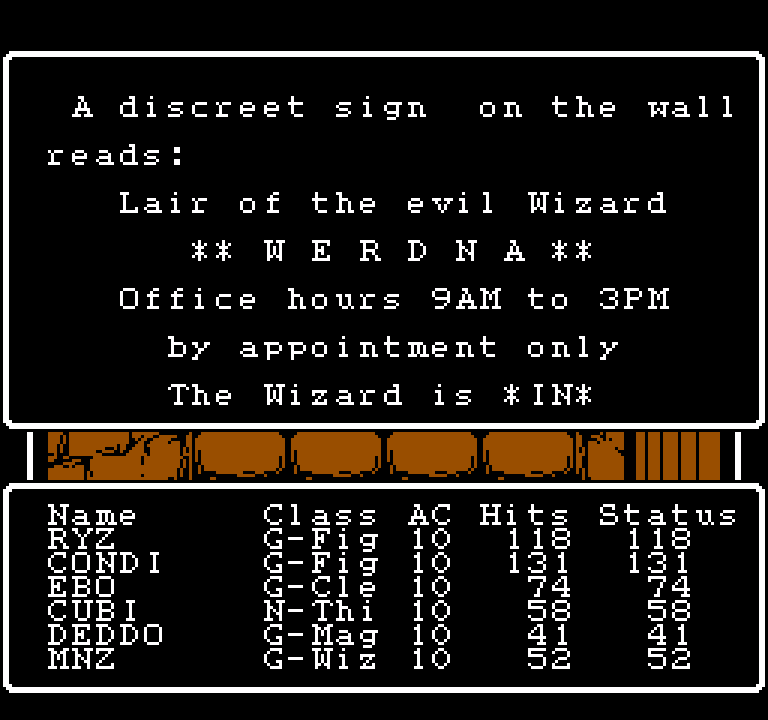 A discreet sign  on the wall
reads:
Lair of the evil Wizard
** W E R D N A **
Office hours 9AM to 3PM
by appointment only
The Wizard is *IN*
Name Class AC Hits Status
RYZ G-Fig 10 118 118
CONDI G-Fig 10 131 131
EBO G-Cle 10 74 74
CUBI N-Thi 10 58 58
DEDDO G-Mag 10 41 41
MNZ G-Wiz 10 52 52